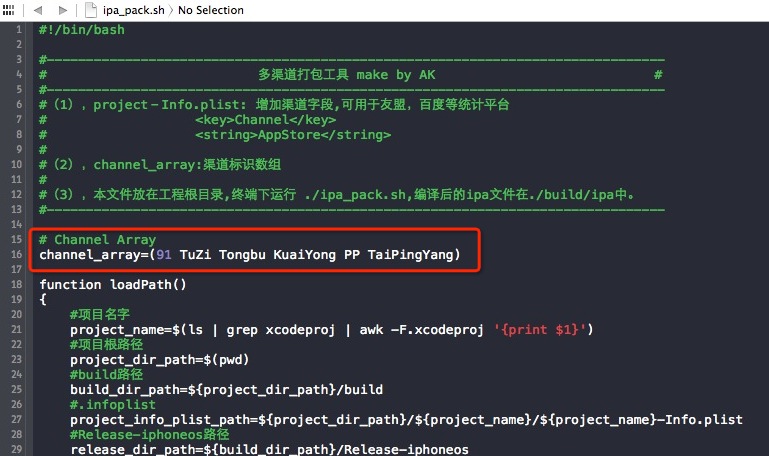 ipa_pack.sh › No Selection
1 #!/bin/bash
2
3 #----------------------------------------------------------------------------
4 # 多渠道打包工具 make by AK #
5 #----------------------------------------------------------------------------
6 #（1）, project－Info.plist: 增加渠道字段,可用于友盟，百度等统计平台
7 # <key>Channel</key>
8 # <string>AppStore</string>
9 #
10 #（2）, channel_array:渠道标识数组
11 #
12 #（3）, 本文件放在工程根目录,终端下运行 ./ipa_pack.sh,编译后的ipa文件在./build/ipa中。
13 #----------------------------------------------------------------------------
14
15 # Channel Array
16 channel_array=(91 TuZi Tongbu KuaiYong PP TaiPingYang)
17
18 function loadPath()
19 {
20 #项目名字
21 project_name=$(ls | grep xcodeproj | awk -F.xcodeproj '{print $1}')
22 #项目根路径
23 project_dir_path=$(pwd)
24 #build路径
25 build_dir_path=${project_dir_path}/build
26 #.infoplist
27 project_info_plist_path=${project_dir_path}/${project_name}/${project_name}-Info.plist
28 #Release-iphoneos路径
29 release_dir_path=${build_dir_path}/Release-iphoneos